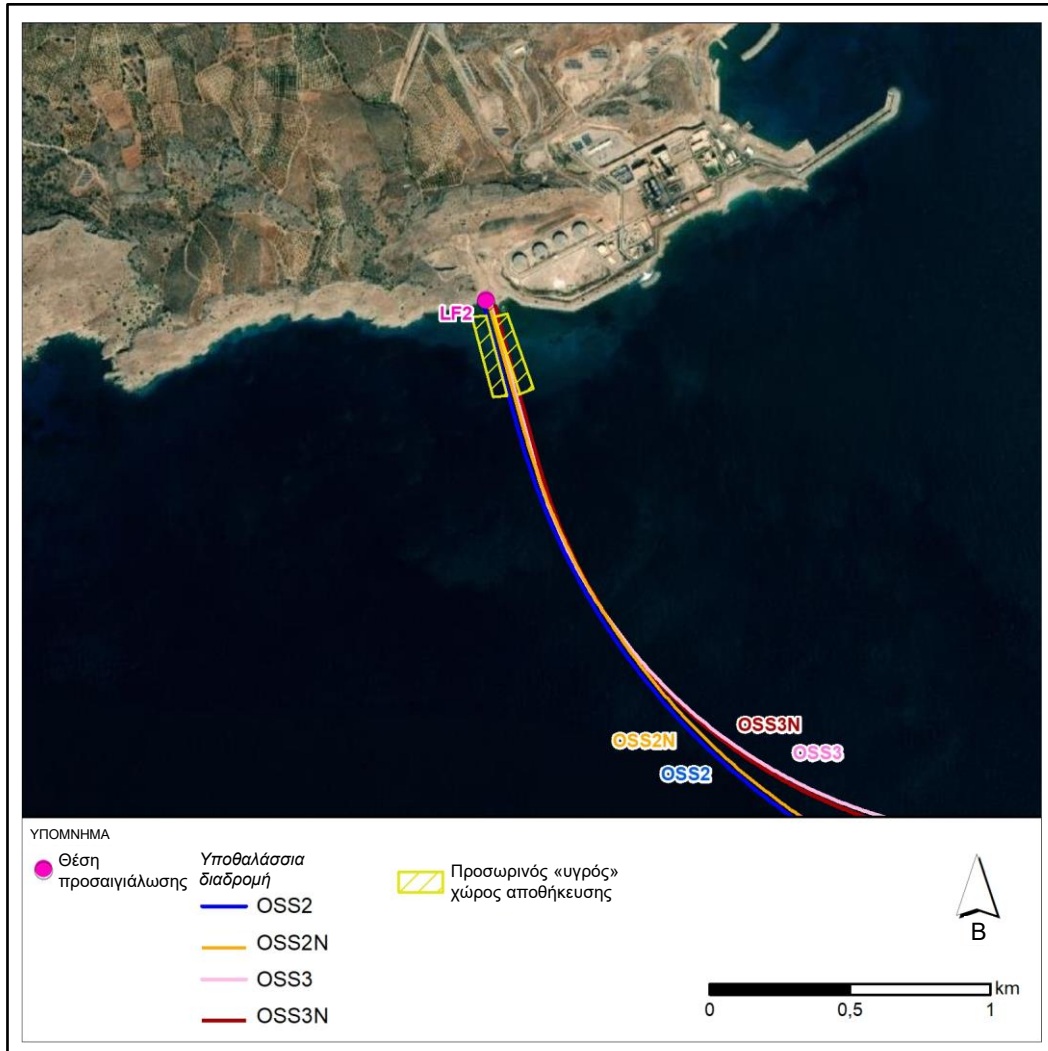 LF2
OSS2N
OSS3N
OSS2
OSS3
ΥΠΟΜΝΗΜΑ
Θέση
προσαιγιάλωσης
Υποθαλάσσια
διαδρομή
OSS2
OSS2N
OSS3
OSS3N
Προσωρινός «υγρός»
χώρος αποθήκευσης
B
km
0 0,5 1